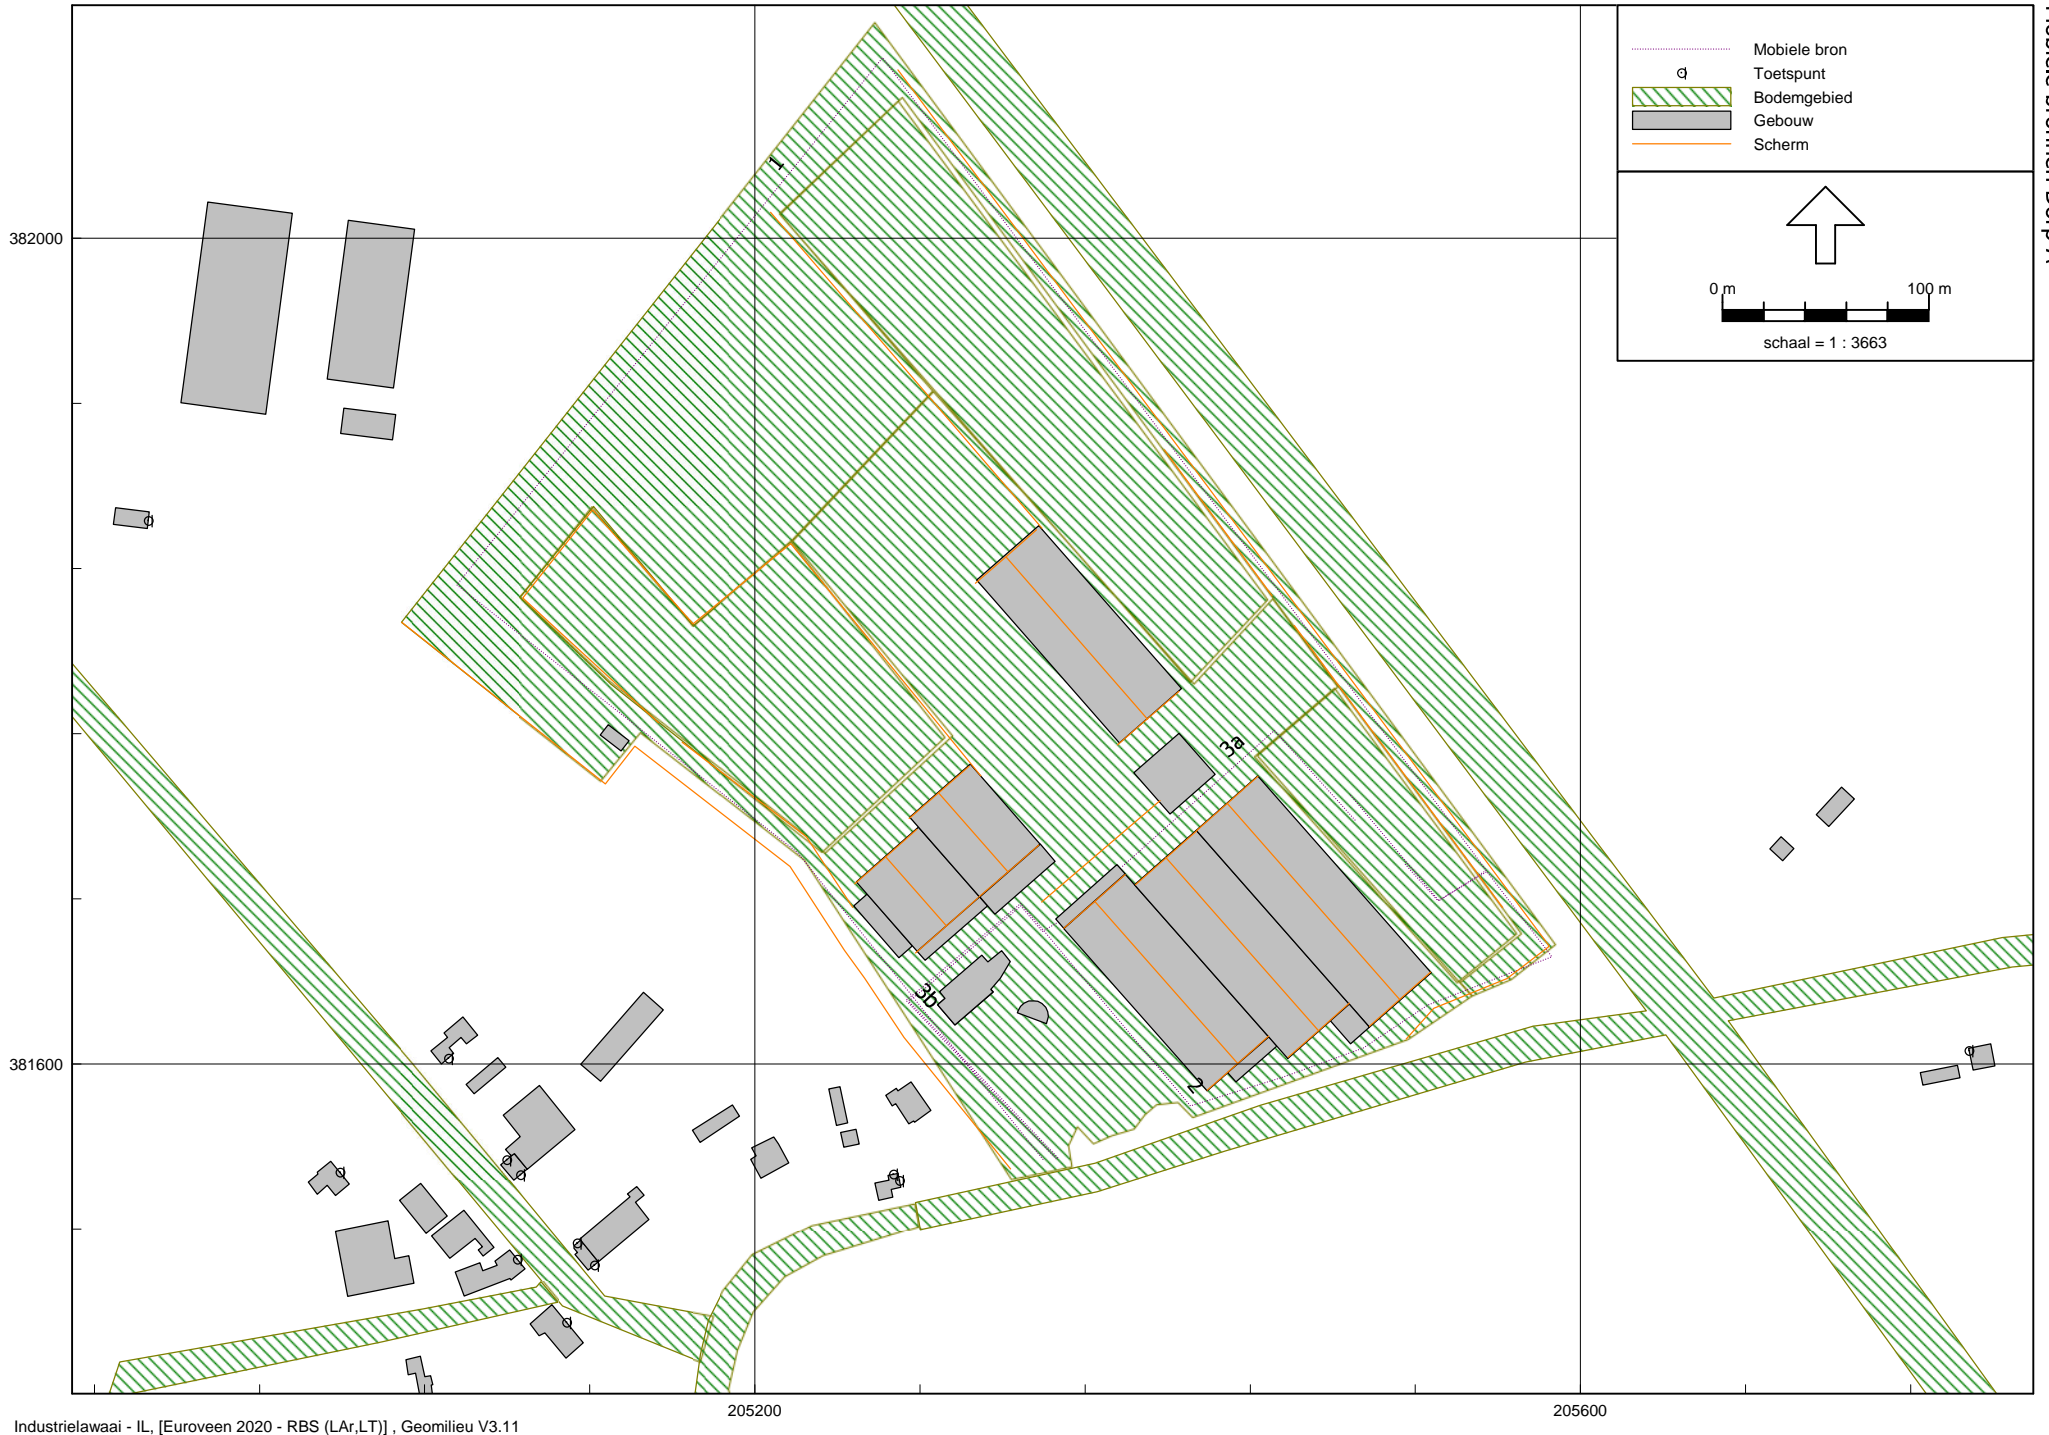 Mobiele bron
Toetspunt
Bodemgebied
Gebouw
Scherm
0 m 100 m
schaal = 1 : 3663
1
382000
3a
3b
2
381600
205200 205600
Industrielawaai - IL, [Euroveen 2020 - RBS (LAr,LT)] , Geomilieu V3.11